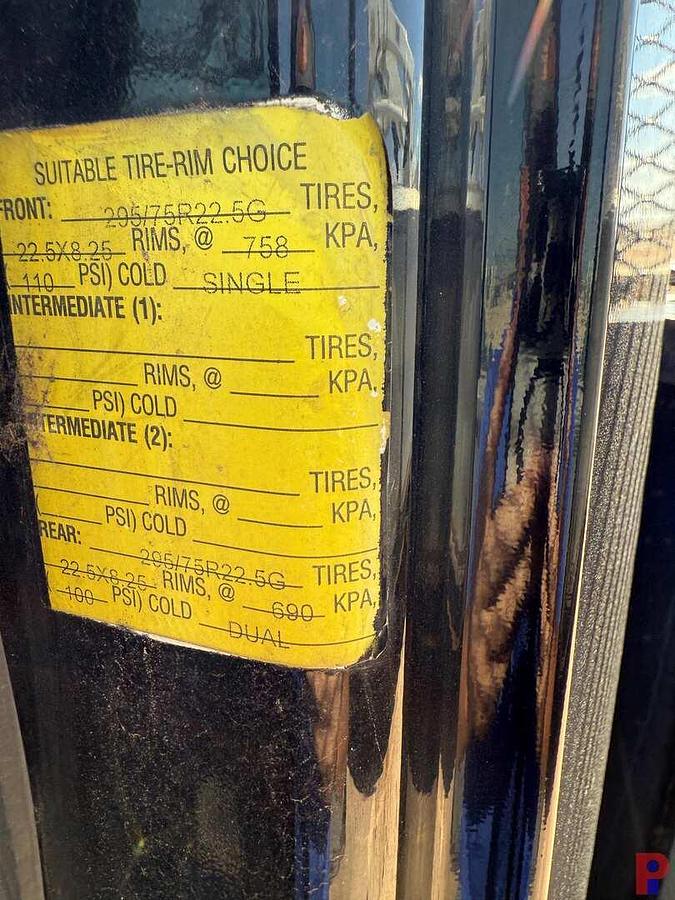 SUITABLE TIRE-RIM CHOICE
FRONT: 295/75R22.5G TIRES,
22.5X8.25 RIMS, @ 758 KPA,
110 PSI) COLD SINGLE
INTERMEDIATE (1):
TIRES,
RIMS, @ KPA,
PSI) COLD
TERMEDIATE (2):
TIRES,
RIMS, @ KPA,
( PSI) COLD
REAR: 295/75R22.5G TIRES,
22.5X8.25 RIMS, @ 690 KPA,
100 PSI) COLD DUAL